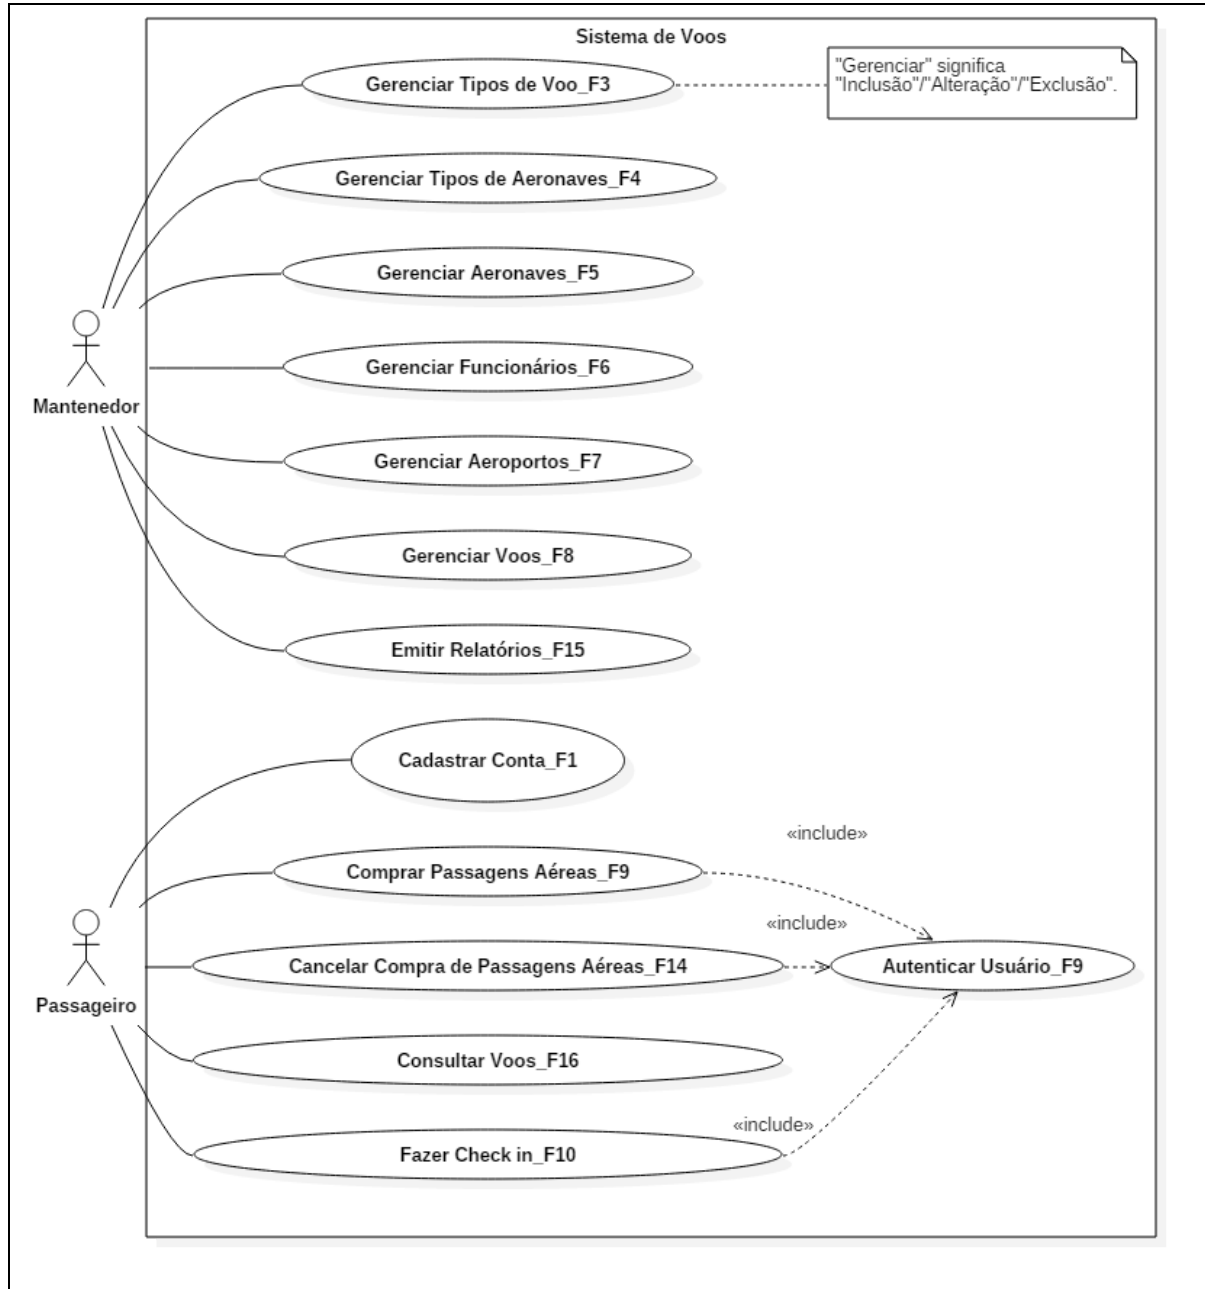 Sistema de Voos
Gerenciar Tipos de Voo_F3
"Gerenciar" significa
"Inclusão"/"Alteração"/"Exclusão".
Gerenciar Tipos de Aeronaves_F4
Gerenciar Aeronaves_F5
Gerenciar Funcionários_F6
Mantenedor
Gerenciar Aeroportos_F7
Gerenciar Voos_F8
Emitir Relatórios_F15
Cadastrar Conta_F1
«include»
Comprar Passagens Aéreas_F9
«include»
Cancelar Compra de Passagens Aéreas_F14
Autenticar Usuário_F9
Passageiro
Consultar Voos_F16
«include»
Fazer Check in_F10